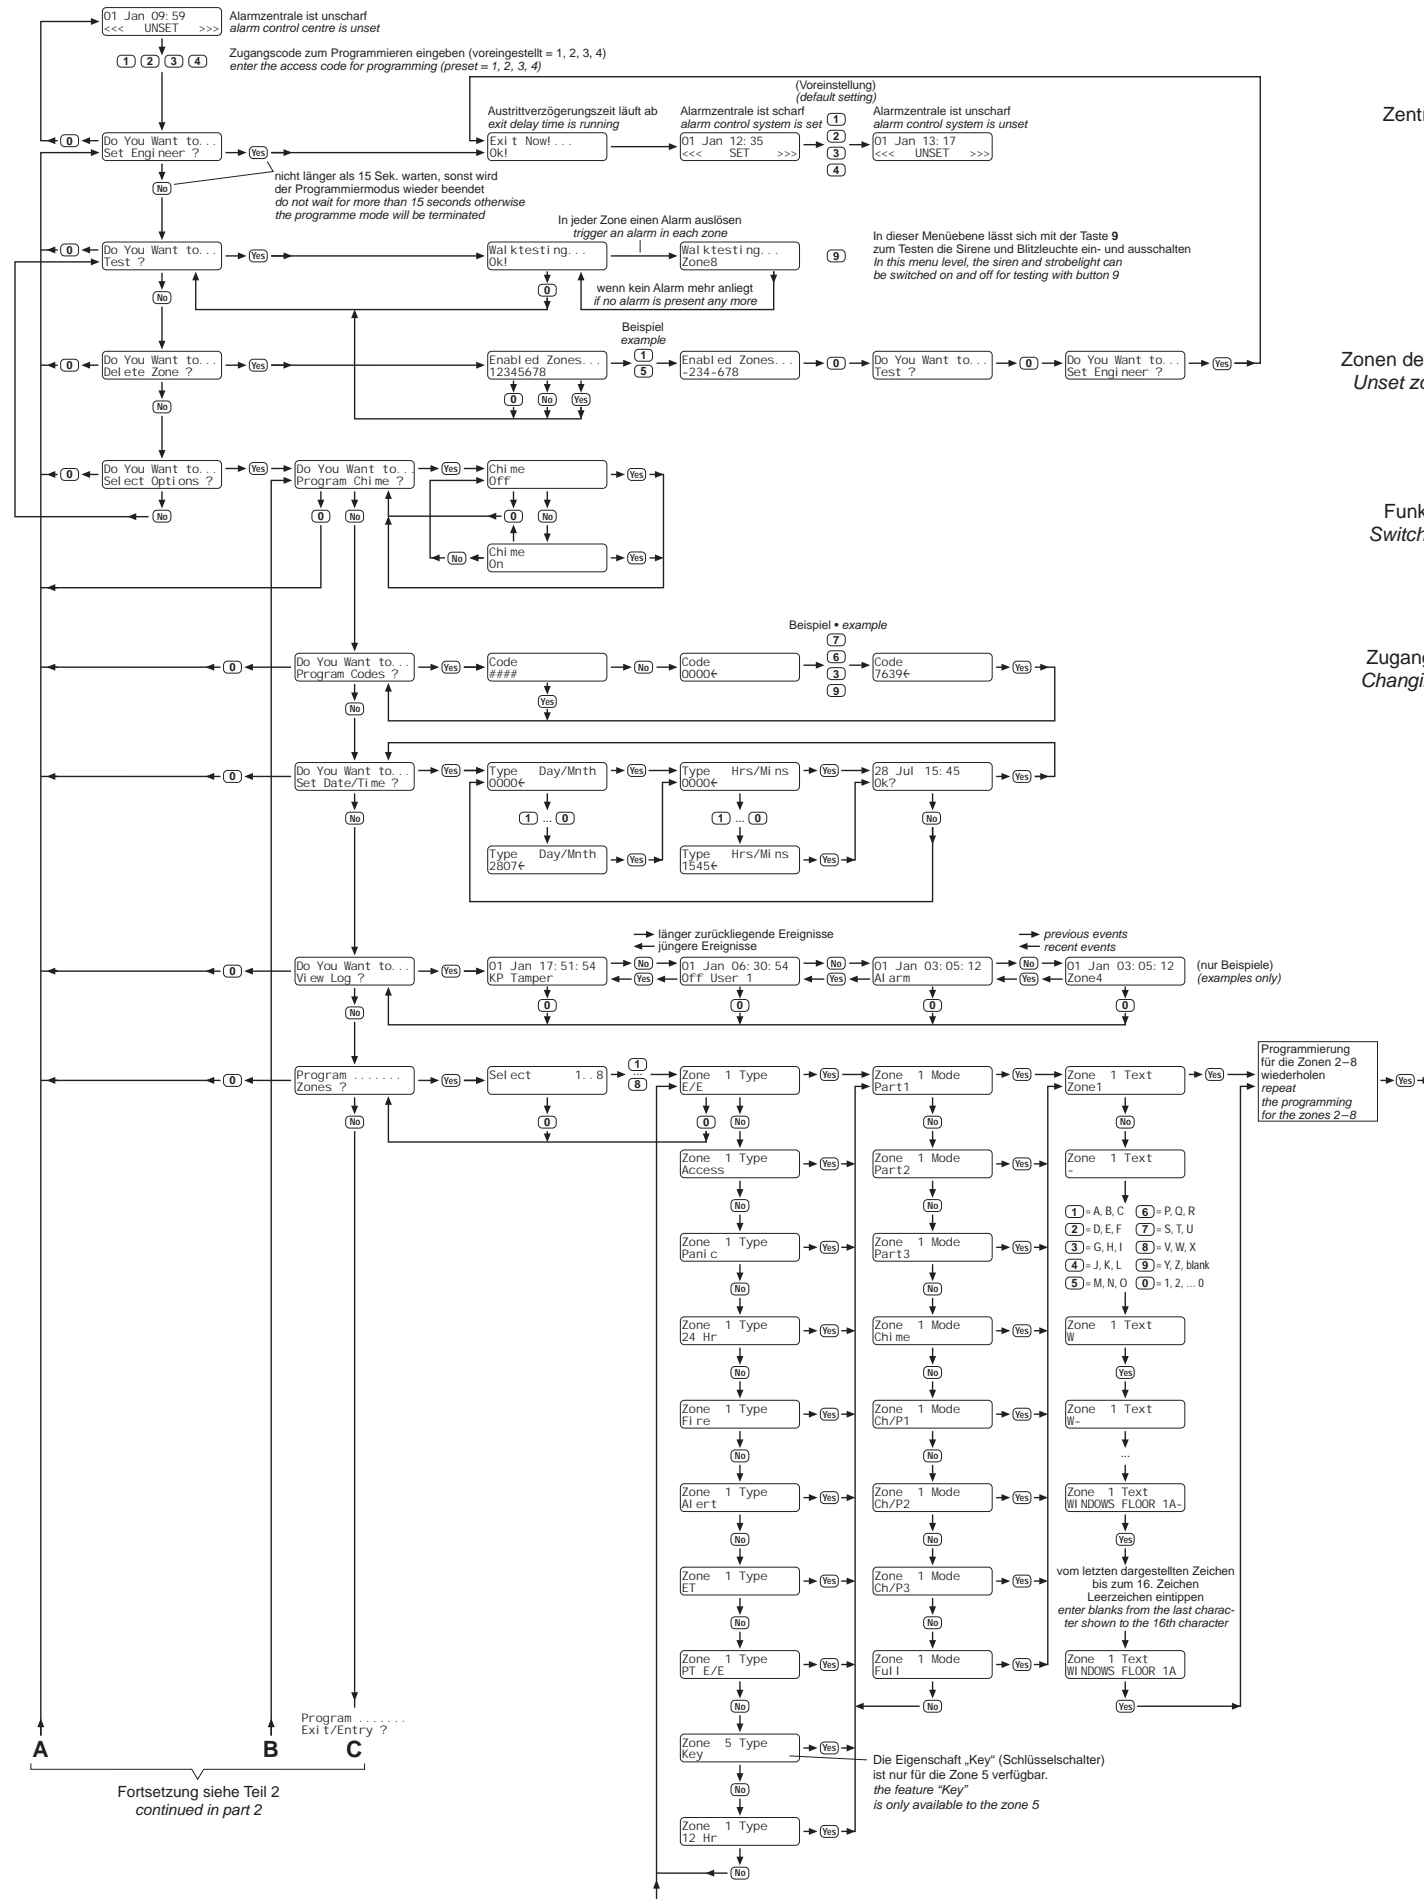 01 Jan 09:59
<<< UNSET >>>
Alarmzentrale ist unscharf
alarm control centre is unset
1 2 3 4
Zugangscode zum Programmieren eingeben (voreingestellt = 1, 2, 3, 4)
enter the access code for programming (preset = 1, 2, 3, 4)
0
Do You Want to...
Set Engineer ?
Yes
Austrittverzögerungszeit läuft ab
exit delay time is running
Exit Now!...
Ok!
Alarmzentrale ist scharf
alarm control system is set
01 Jan 12:35
<<< SET >>>
(Voreinstellung)
(default setting)
1
2
3
4
Alarmzentrale ist unscharf
alarm control system is unset
01 Jan 13:17
<<< UNSET >>>
Zentr
No
nicht länger als 15 Sek. warten, sonst wird
der Programmiermodus wieder beendet
do not wait for more than 15 seconds otherwise
the programme mode will be terminated
0
Do You Want to...
Test ?
Yes
Walktesting...
Ok!
In jeder Zone einen Alarm auslösen
trigger an alarm in each zone
Walktesting...
Zone8
0
wenn kein Alarm mehr anliegt
if no alarm is present any more
9
In dieser Menüebene lässt sich mit der Taste 9
zum Testen die Sirene und Blitzleuchte ein- und ausschalten
In this menu level, the siren and strobelight can
be switched on and off for testing with button 9
No
0
Do You Want to...
Delete Zone ?
Yes
Enabled Zones...
12345678
Beispiel
example
1
5
Enabled Zones...
-234-678
0
Do You Want to...
Test ?
0
Do You Want to...
Set Engineer ?
Yes
0 No Yes
Zonen de
Unset zo
No
0
Do You Want to...
Select Options ?
Yes
Do You Want to...
Program Chime ?
Yes
Chime
Off
Yes
No
0 No
0 No
No
Chime
On
Yes
Funk
Switch
Beispiel • example
7
6
3
9
0
Do You Want to...
Program Codes ?
Yes
Code
####
No
Code
0000←
Code
7639←
Yes
Yes
No
Zugang
Changi
0
Do You Want to...
Set Date/Time ?
Yes
Type Day/Mnth
0000←
Yes
Type Hrs/Mins
0000←
Yes
28 Jul 15:45
Ok?
Yes
No
1 ... 0
1 ... 0
No
Type Day/Mnth
2807←
Yes
Type Hrs/Mins
1545←
Yes
→ länger zurückliegende Ereignisse
← jüngere Ereignisse
→ previous events
← recent events
0
Do You Want to...
View Log ?
Yes
01 Jan 17:51:54
KP Tamper
No
Yes
01 Jan 06:30:54
Off User 1
No
Yes
01 Jan 03:05:12
Alarm
No
Yes
01 Jan 03:05:12
Zone4
(nur Beispiele)
(examples only)
No
0 0 0 0
0
Program .......
Zones ?
Yes
Select 1..8
1
...
8
Zone 1 Type
E/E
Yes
Zone 1 Mode
Part1
Yes
Zone 1 Text
Zone1
Yes
Programmierung
für die Zonen 2–8
wiederholen
repeat
the programming
for the zones 2–8
Yes
No
0
0 No
No
No
Zone 1 Type
Access
Yes
Zone 1 Mode
Part2
Yes
Zone 1 Text
-
No
No
1 = A, B, C 6 = P, Q, R
2 = D, E, F 7 = S, T, U
3 = G, H, I 8 = V, W, X
4 = J, K, L 9 = Y, Z, blank
5 = M, N, O 0 = 1, 2, ... 0
Zone 1 Type
Panic
Yes
Zone 1 Mode
Part3
Yes
No
No
Zone 1 Type
24 Hr
Yes
Zone 1 Mode
Chime
Yes
Zone 1 Text
W
No
No
Yes
Zone 1 Type
Fire
Yes
Zone 1 Mode
Ch/P1
Yes
Zone 1 Text
W-
No
No
...
Zone 1 Type
Alert
Yes
Zone 1 Mode
Ch/P2
Yes
Zone 1 Text
WINDOWS FLOOR 1A-
No
No
Yes
Zone 1 Type
ET
Yes
Zone 1 Mode
Ch/P3
Yes
vom letzten dargestellten Zeichen
bis zum 16. Zeichen
Leerzeichen eintippen
enter blanks from the last charac-
ter shown to the 16th character
No
No
Zone 1 Type
PT E/E
Yes
Zone 1 Mode
Full
Yes
Zone 1 Text
WINDOWS FLOOR 1A
No
No
Yes
Program .......
Exit/Entry ?
A B C
Fortsetzung siehe Teil 2
continued in part 2
Zone 5 Type
Key
Yes
Die Eigenschaft „Key“ (Schlüsselschalter)
ist nur für die Zone 5 verfügbar.
the feature “Key”
is only available to the zone 5
No
Zone 1 Type
12 Hr
Yes
No